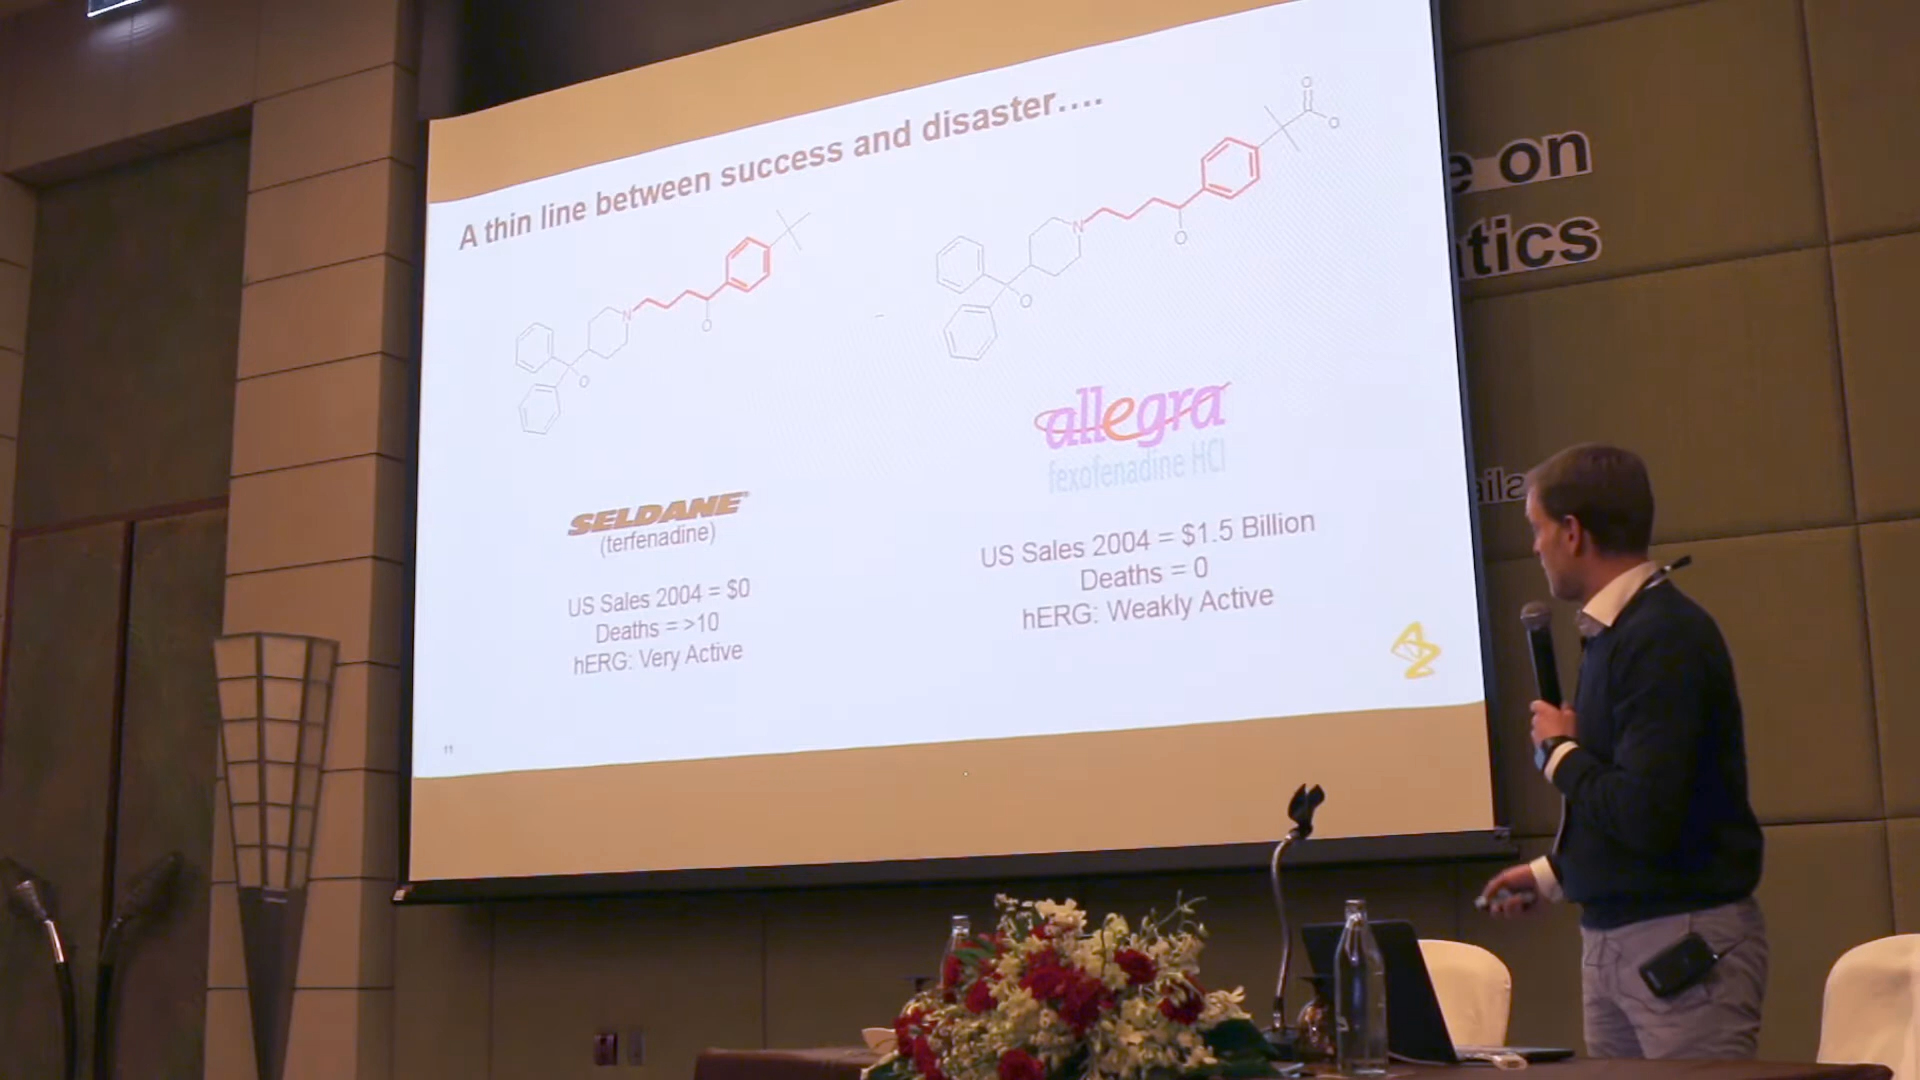 A thin line between success and disaster....
N
O
O
N
O
O
O
O
SELDANE
(terfenadine)
US Sales 2004 = $0
Deaths = >10
hERG: Very Active
allegra
fexofenadine HCl
US Sales 2004 = $1.5 Billion
Deaths = 0
hERG: Weakly Active
11
on